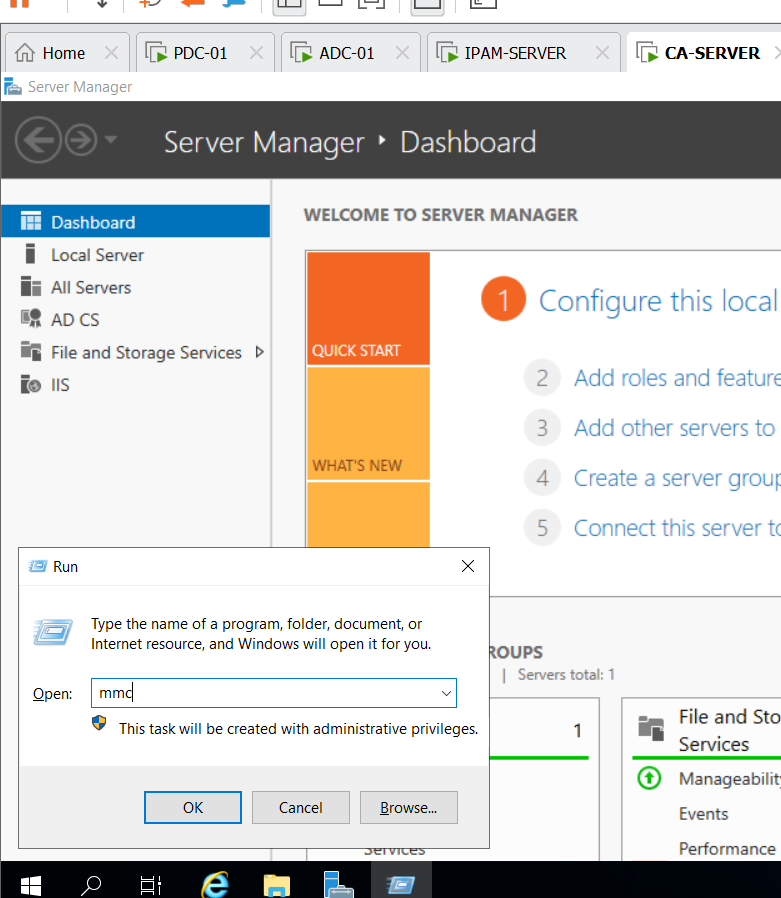 Home
PDC-01
ADC-01
IPAM-SERVER
CA-SERVER
Server Manager
Server Manager
Dashboard
Dashboard
Local Server
All Servers
AD CS
File and Storage Services
IIS
WELCOME TO SERVER MANAGER
QUICK START
WHAT'S NEW
1 Configure this local
2 Add roles and feature
3 Add other servers to
4 Create a server group
5 Connect this server to
Run
Type the name of a program, folder, document, or
Internet resource, and Windows will open it for you.
Open: mmc
This task will be created with administrative privileges.
OK Cancel Browse...
ROUPS
| Servers total: 1
1
Services
File and Sto
Services
Manageability
Events
Performance